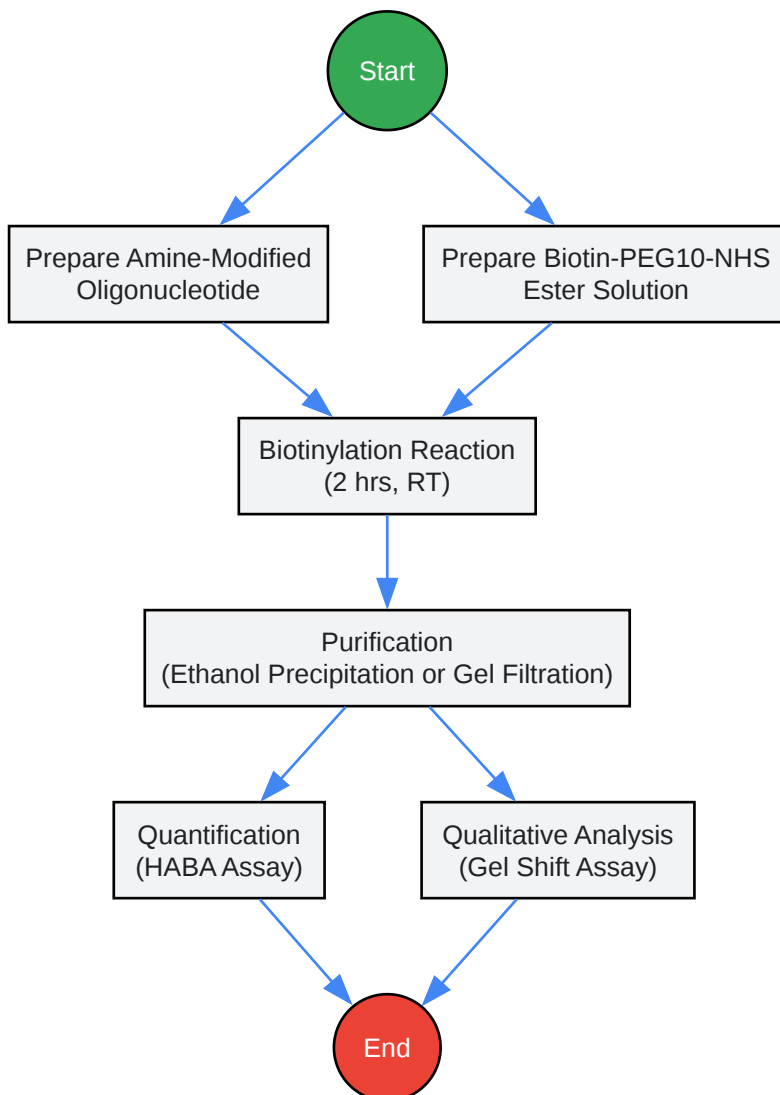 Start
Prepare Amine-Modified
Oligonucleotide
Prepare Biotin-PEG10-NHS
Ester Solution
Biotinylation Reaction
(2 hrs, RT)
Purification
(Ethanol Precipitation or Gel Filtration)
Quantification
(HABA Assay)
Qualitative Analysis
(Gel Shift Assay)
End